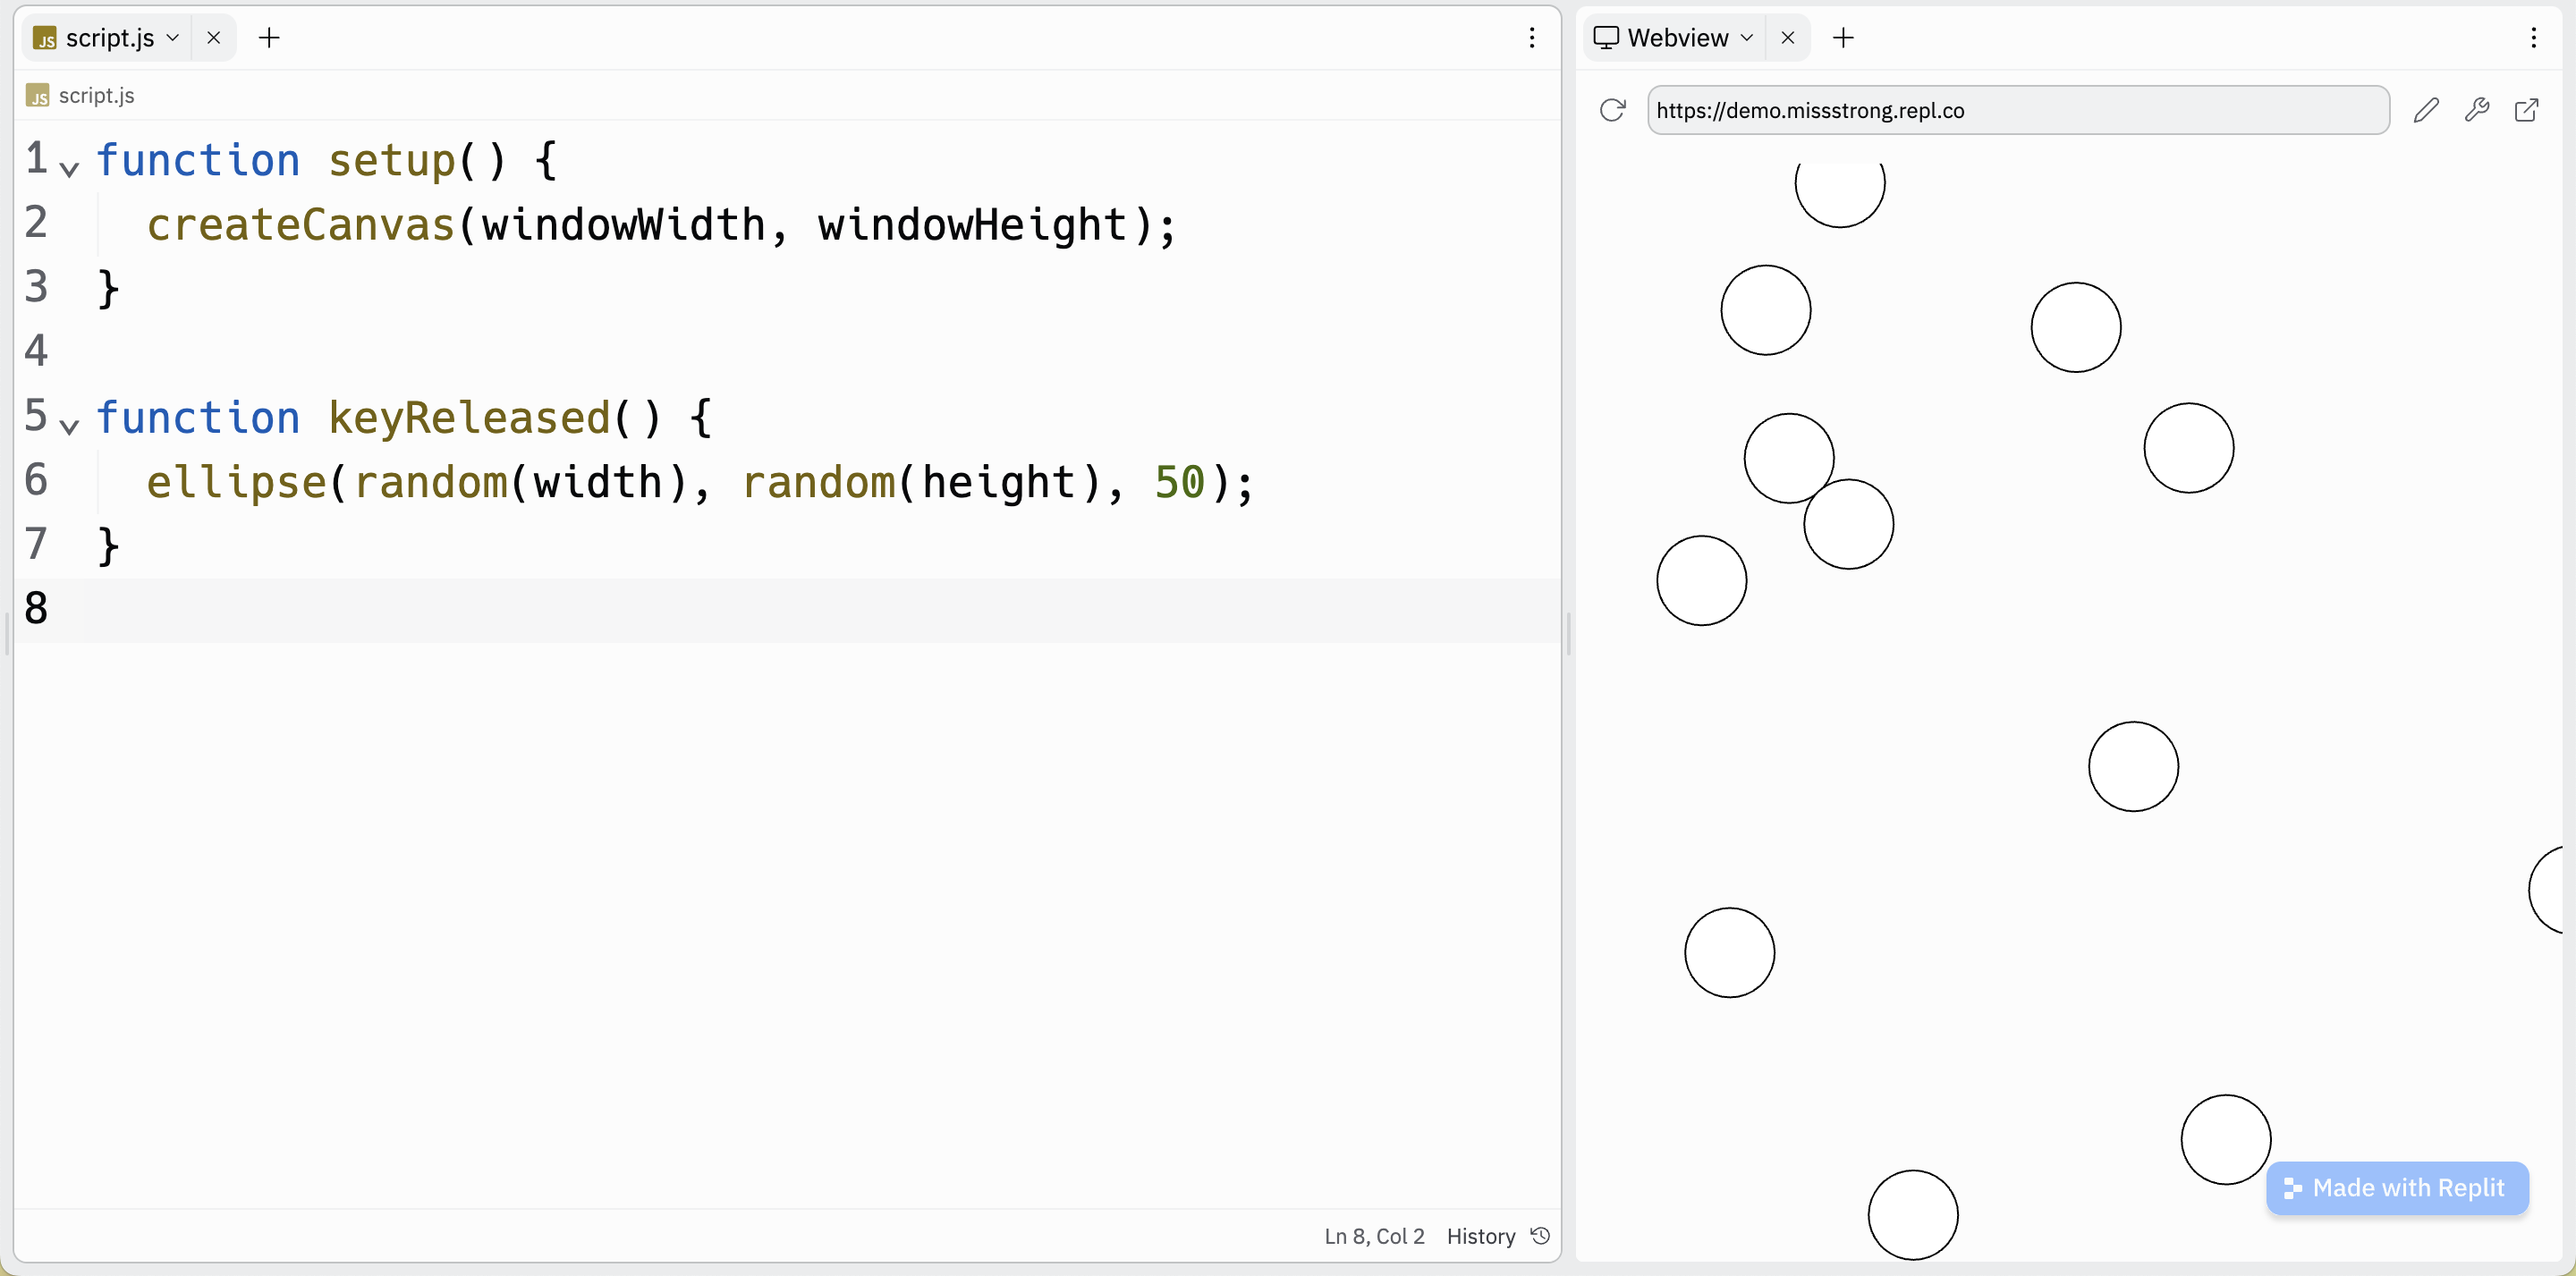 JS script.js
JS script.js
1 function setup() {
2   createCanvas(windowWidth, windowHeight);
3 }
4
5 function keyReleased() {
6   ellipse(random(width), random(height), 50);
7 }
8
Ln 8, Col 2 History
Webview
https://demo.missstrong.repl.co
Made with Replit